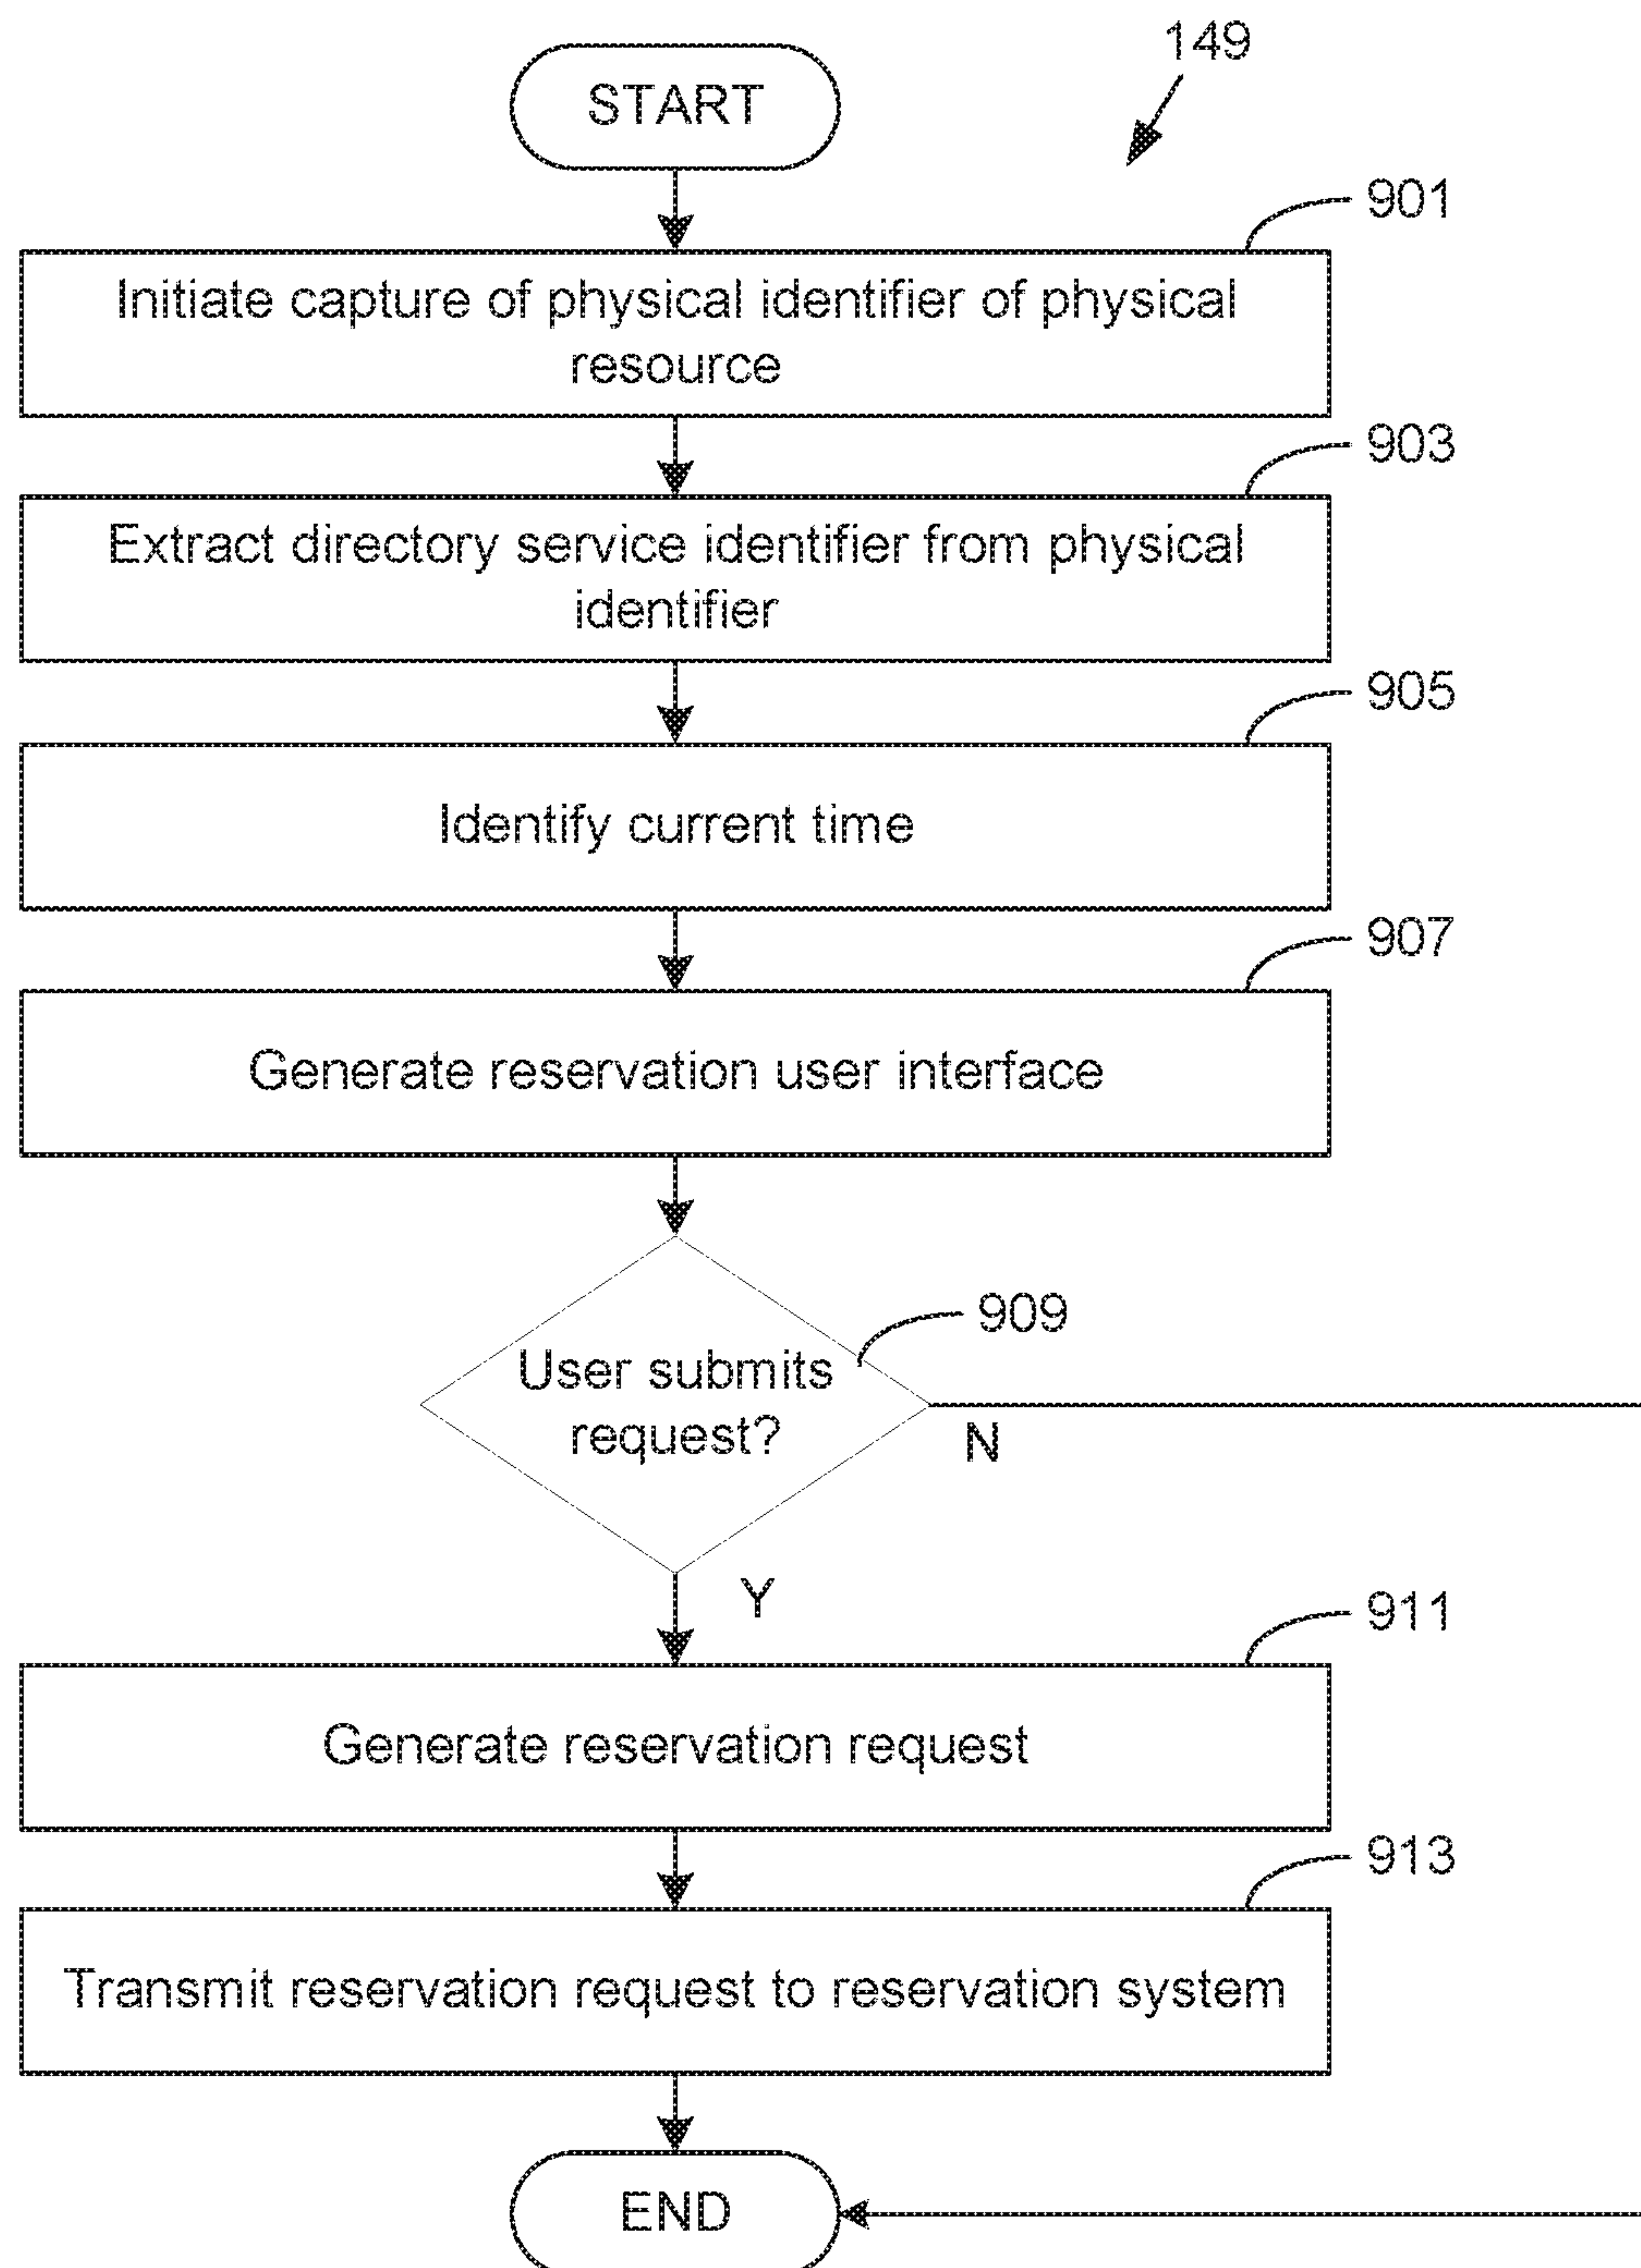 149
START
901
Initiate capture of physical identifier of physical
resource
903
Extract directory service identifier from physical
identifier
905
Identify current time
907
Generate reservation user interface
909
User submits
request?
N
Y
911
Generate reservation request
913
Transmit reservation request to reservation system
END